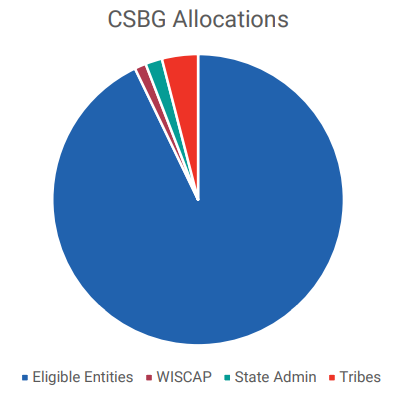 CSBG Allocations
Eligible Entities WISCAP State Admin Tribes